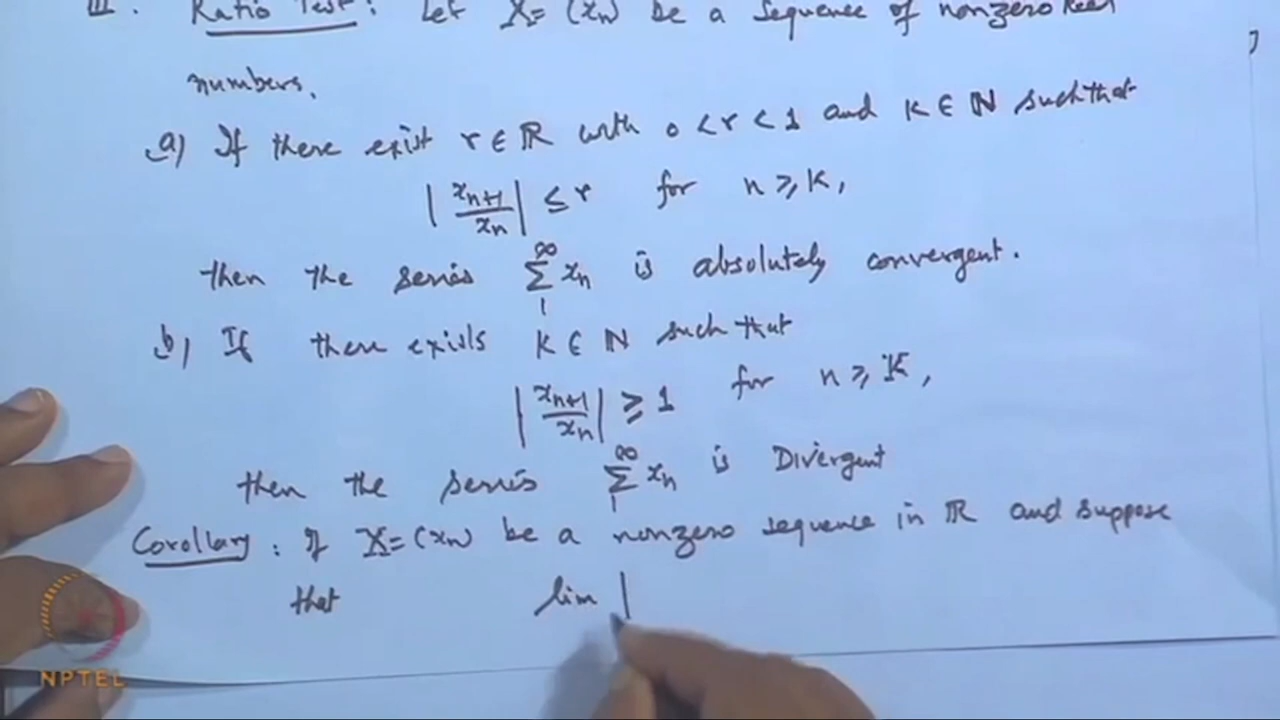 III. Ratio Test: Let X = (xn) be a sequence of nonzero real
numbers.
a) If there exist r ∈ ℝ with 0 < r < 1 and K ∈ ℕ such that
| xn+1 / xn | ≤ r for n ≥ K,
then the series ∑_1^∞ xn is absolutely convergent.
b) If there exists K ∈ ℕ such that
| xn+1 / xn | ≥ 1 for n ≥ K,
then the series ∑_1^∞ xn is Divergent
Corollary: If X = (xn) be a nonzero sequence in ℝ and suppose
that lim |
NPTEL